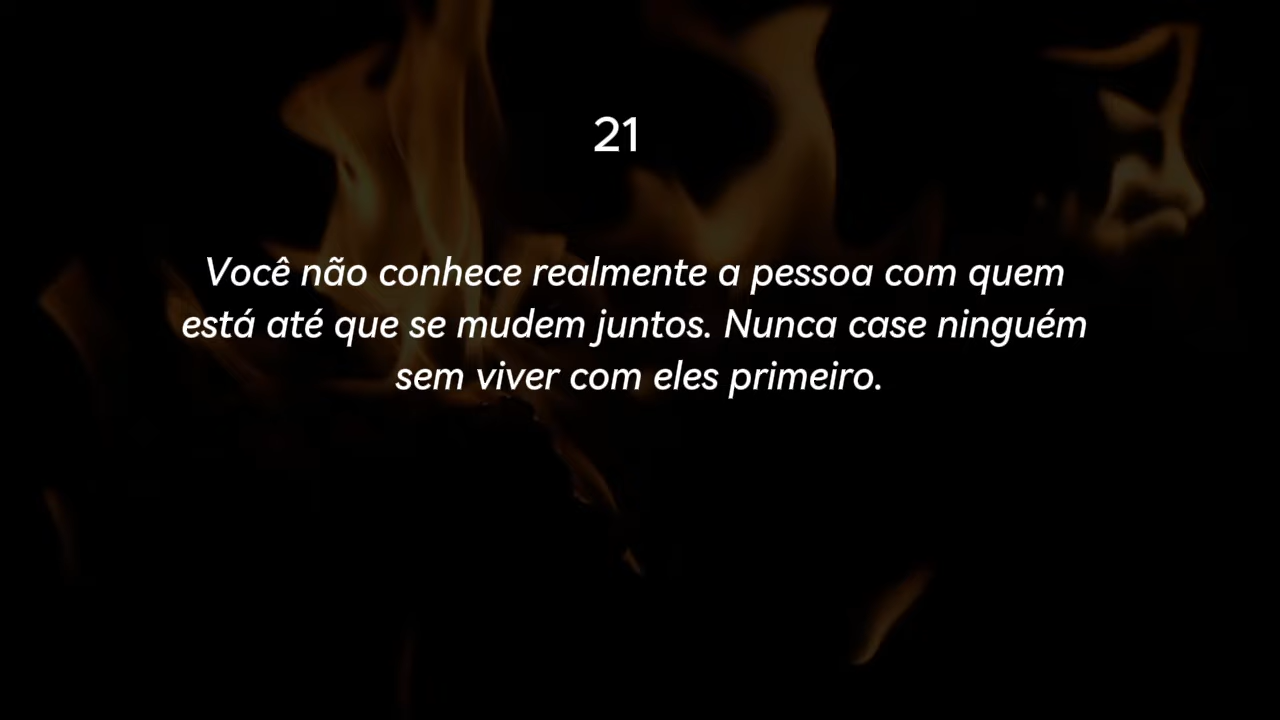 21
Você não conhece realmente a pessoa com quem
está até que se mudem juntos. Nunca case ninguém
sem viver com eles primeiro.